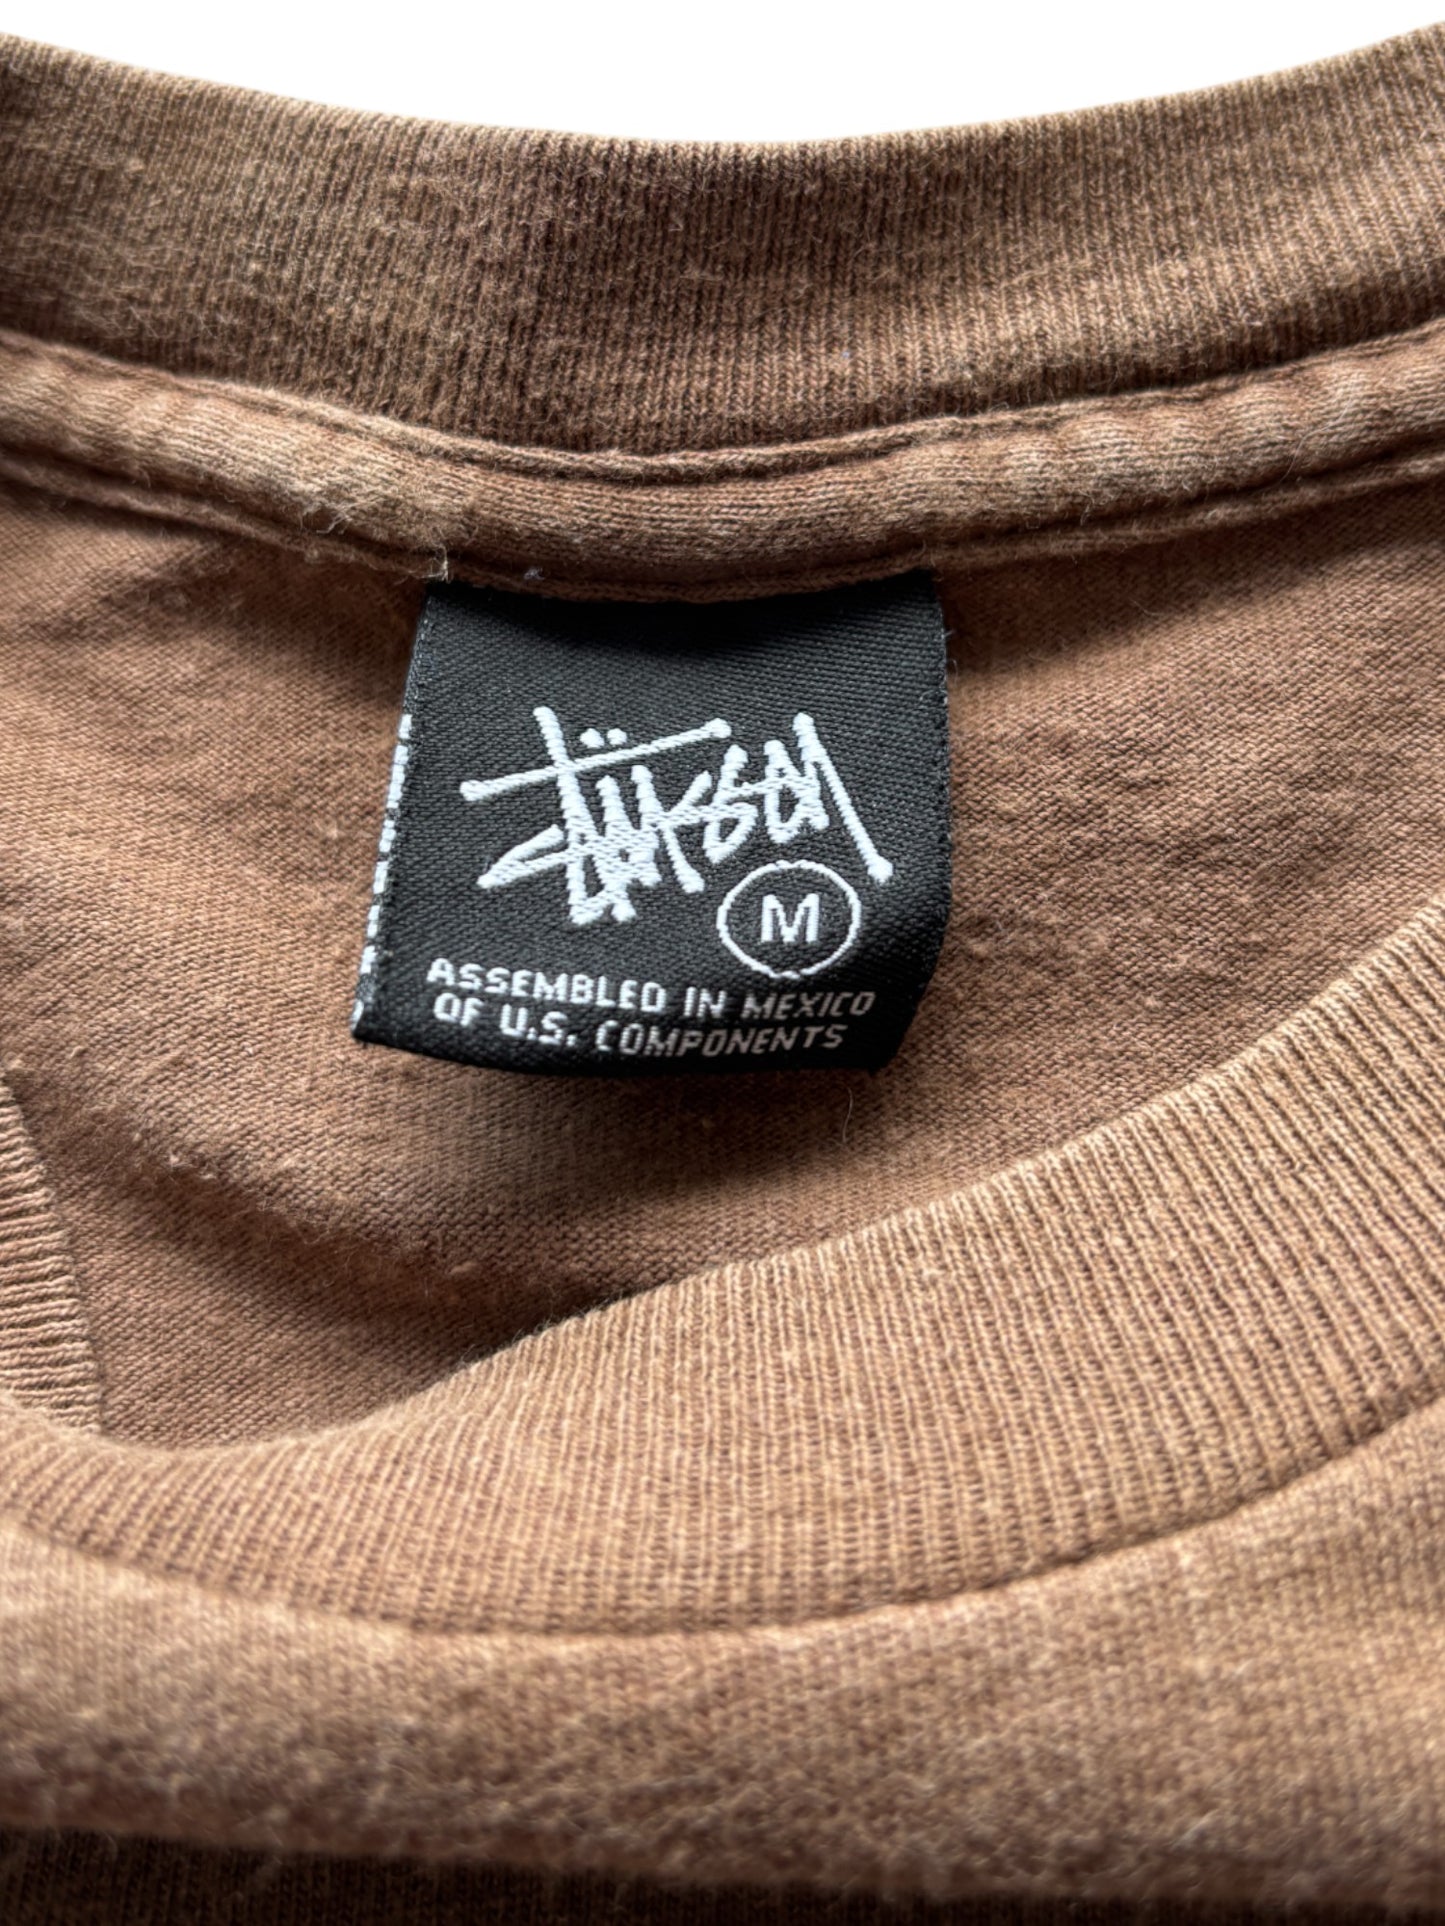 Stüssy
M
ASSEMBLED IN MEXICO
OF U.S. COMPONENTS